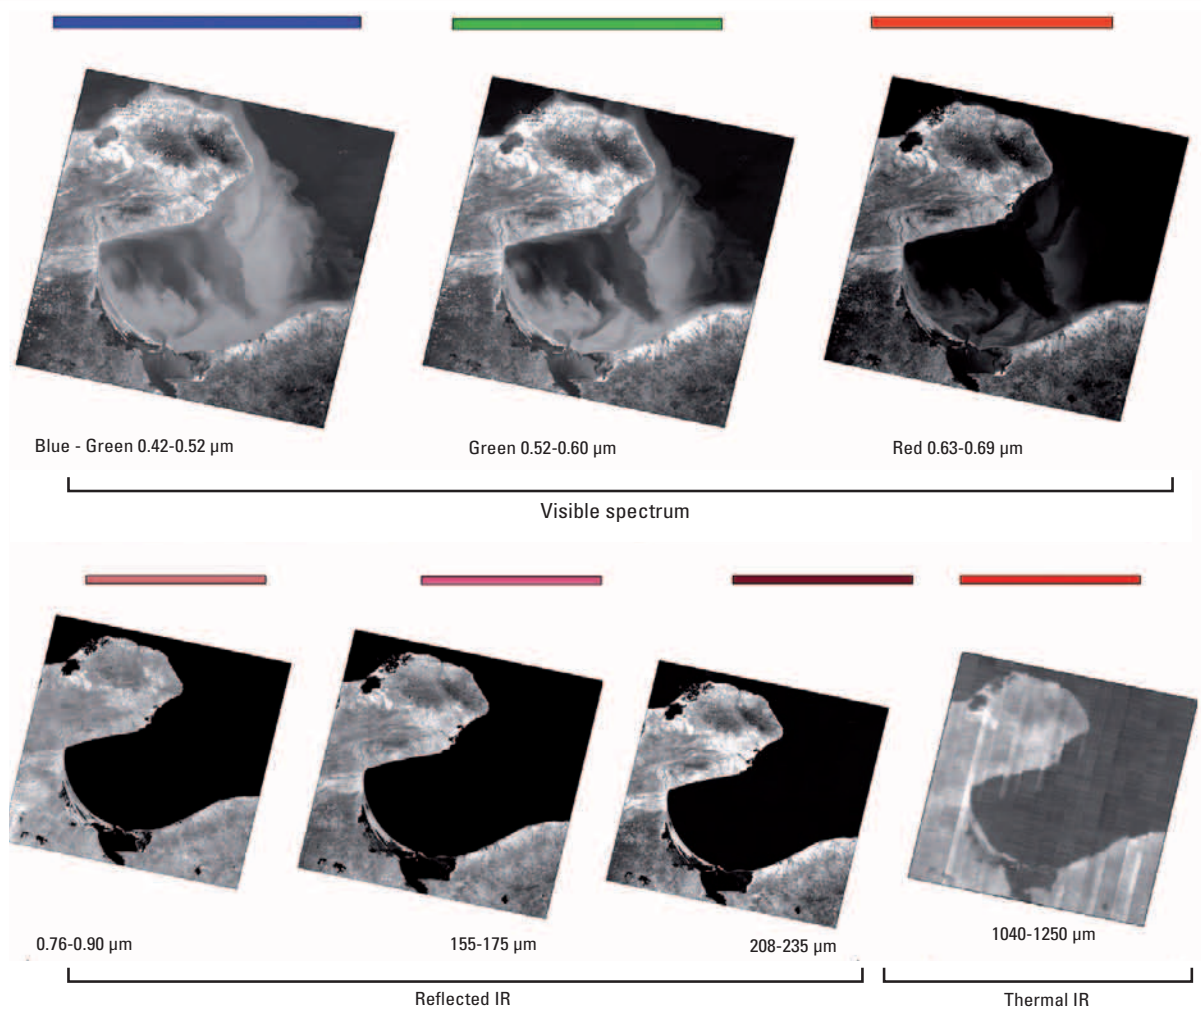 Blue - Green 0.42-0.52 µm
Green 0.52-0.60 µm
Red 0.63-0.69 µm
Visible spectrum
0.76-0.90 µm
155-175 µm
208-235 µm
1040-1250 µm
Reflected IR
Thermal IR